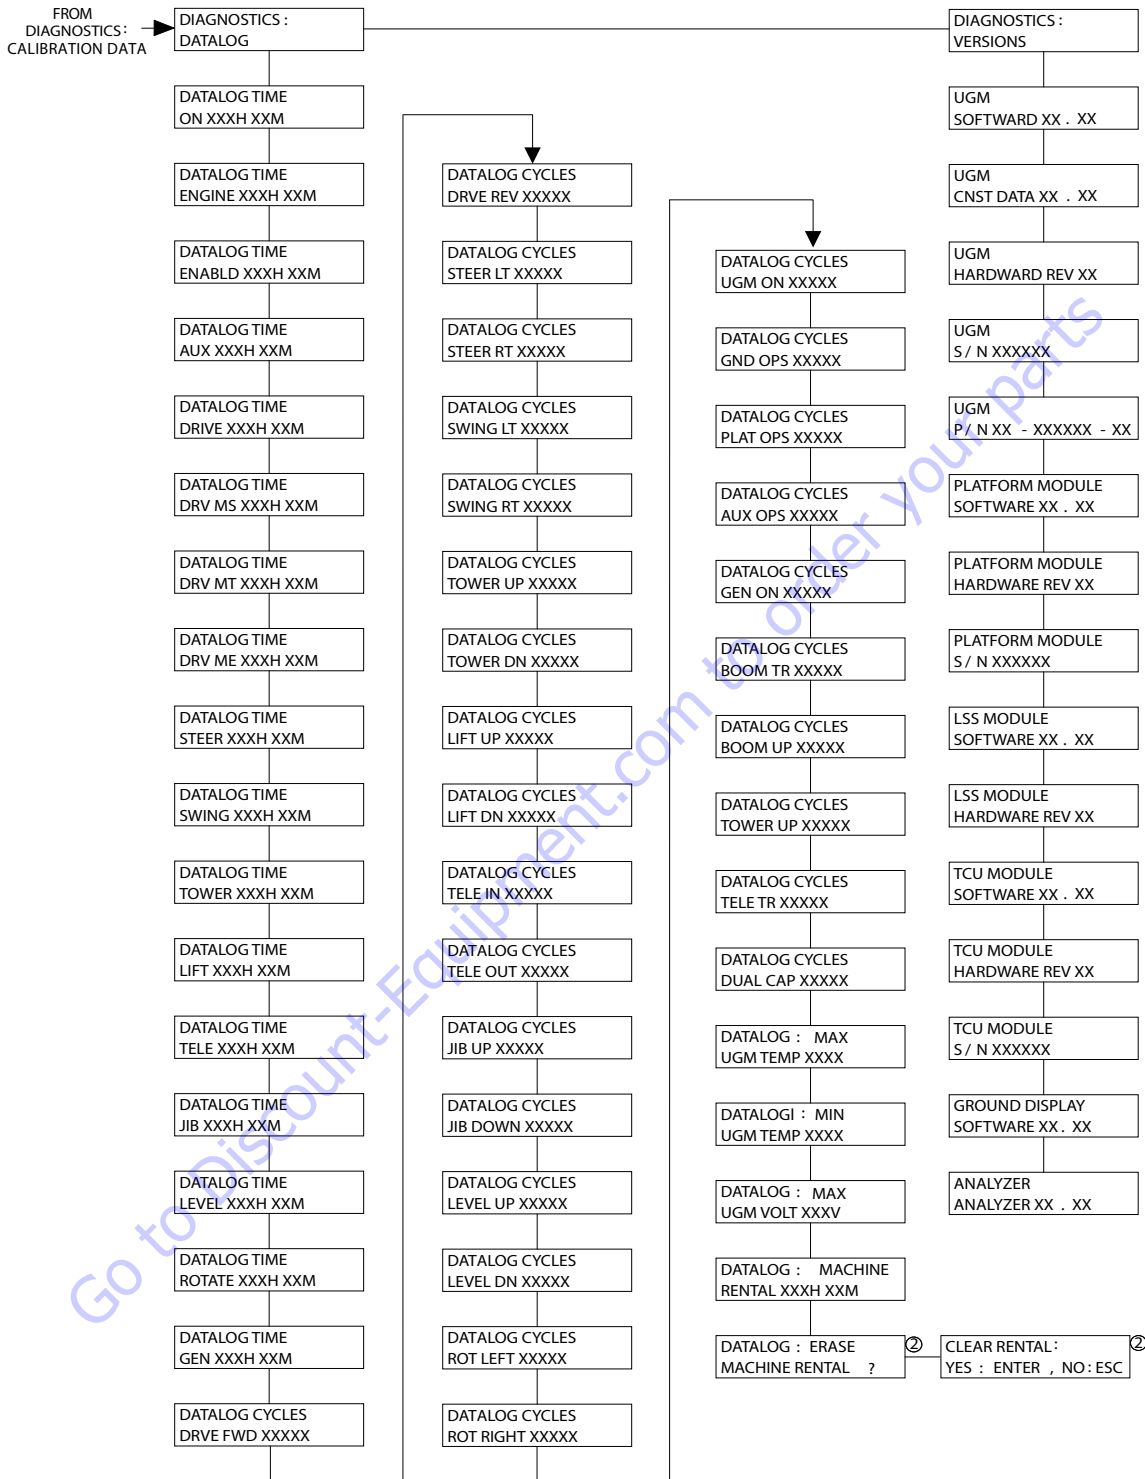 FROM
DIAGNOSTICS:
CALIBRATION DATA
DIAGNOSTICS :
DATALOG
DATALOG TIME
ON XXXH XXM
DATALOG TIME
ENGINE XXXH XXM
DATALOG TIME
ENABLD XXXH XXM
DATALOG TIME
AUX XXXH XXM
DATALOG TIME
DRIVE XXXH XXM
DATALOG TIME
DRV MS XXXH XXM
DATALOG TIME
DRV MT XXXH XXM
DATALOG TIME
DRV ME XXXH XXM
DATALOG TIME
STEER XXXH XXM
DATALOG TIME
SWING XXXH XXM
DATALOG TIME
TOWER XXXH XXM
DATALOG TIME
LIFT XXXH XXM
DATALOG TIME
TELE XXXH XXM
DATALOG TIME
JIB XXXH XXM
DATALOG TIME
LEVEL XXXH XXM
DATALOG TIME
ROTATE XXXH XXM
DATALOG TIME
GEN XXXH XXM
DATALOG CYCLES
DRVE FWD XXXXX
DATALOG CYCLES
DRVE REV XXXXX
DATALOG CYCLES
STEER LT XXXXX
DATALOG CYCLES
STEER RT XXXXX
DATALOG CYCLES
SWING LT XXXXX
DATALOG CYCLES
SWING RT XXXXX
DATALOG CYCLES
TOWER UP XXXXX
DATALOG CYCLES
TOWER DN XXXXX
DATALOG CYCLES
LIFT UP XXXXX
DATALOG CYCLES
LIFT DN XXXXX
DATALOG CYCLES
TELE IN XXXXX
DATALOG CYCLES
TELE OUT XXXXX
DATALOG CYCLES
JIB UP XXXXX
DATALOG CYCLES
JIB DOWN XXXXX
DATALOG CYCLES
LEVEL UP XXXXX
DATALOG CYCLES
LEVEL DN XXXXX
DATALOG CYCLES
ROT LEFT XXXXX
DATALOG CYCLES
ROT RIGHT XXXXX
DATALOG CYCLES
UGM ON XXXXX
DATALOG CYCLES
GND OPS XXXXX
DATALOG CYCLES
PLAT OPS XXXXX
DATALOG CYCLES
AUX OPS XXXXX
DATALOG CYCLES
GEN ON XXXXX
DATALOG CYCLES
BOOM TR XXXXX
DATALOG CYCLES
BOOM UP XXXXX
DATALOG CYCLES
TOWER UP XXXXX
DATALOG CYCLES
TELE TR XXXXX
DATALOG CYCLES
DUAL CAP XXXXX
DATALOG : MAX
UGM TEMP XXXX
DATALOGI : MIN
UGM TEMP XXXX
DATALOG : MAX
UGM VOLT XXXV
DATALOG : MACHINE
RENTAL XXXH XXM
DATALOG : ERASE
MACHINE RENTAL ?
②
CLEAR RENTAL:
YES : ENTER , NO: ESC
②
DIAGNOSTICS :
VERSIONS
UGM
SOFTWARD XX . XX
UGM
CNST DATA XX . XX
UGM
HARDWARD REV XX
UGM
S / N XXXXXX
UGM
P / N XX - XXXXXX - XX
PLATFORM MODULE
SOFTWARE XX . XX
PLATFORM MODULE
HARDWARE REV XX
PLATFORM MODULE
S / N XXXXXX
LSS MODULE
SOFTWARE XX . XX
LSS MODULE
HARDWARE REV XX
TCU MODULE
SOFTWARE XX . XX
TCU MODULE
HARDWARE REV XX
TCU MODULE
S / N XXXXXX
GROUND DISPLAY
SOFTWARE XX . XX
ANALYZER
ANALYZER XX . XX
Go to Discount-Equipment.com to order your parts